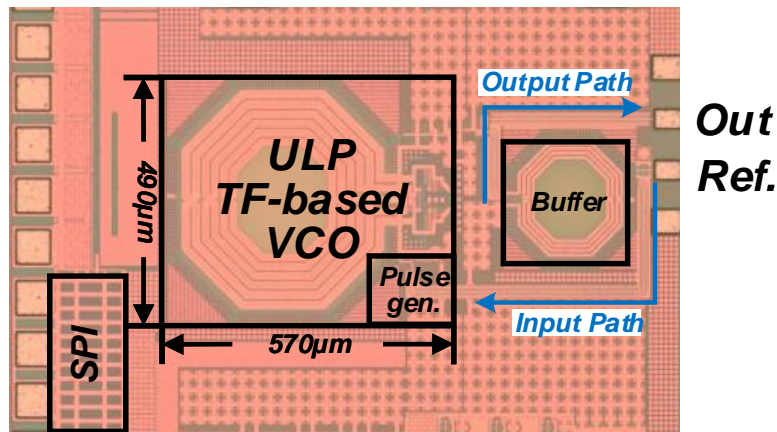 Output Path
Out
Ref.
490µm
ULP
TF-based
VCO
Buffer
Pulse
gen.
Input Path
570µm
SPI